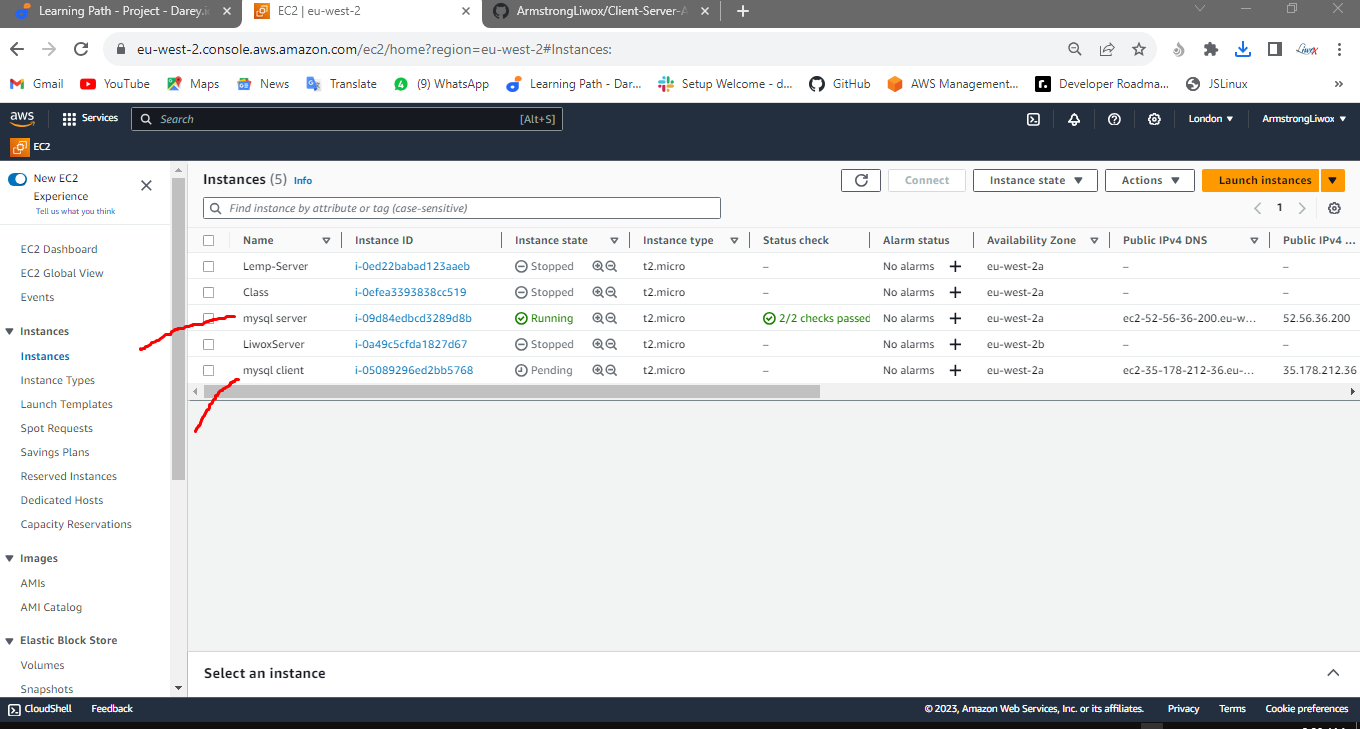 Learning Path - Project - Darey.i
EC2 | eu-west-2
ArmstrongLiwox/Client-Server-A
eu-west-2.console.aws.amazon.com/ec2/home?region=eu-west-2#Instances:
Gmail YouTube Maps News Translate (9) WhatsApp Learning Path - Dar... Setup Welcome - d... GitHub AWS Management... Developer Roadma... JSLinux »
aws Services Search [Alt+S] London ArmstrongLiwox
EC2
New EC2
Experience
Tell us what you think
EC2 Dashboard
EC2 Global View
Events
Instances
Instances
Instance Types
Launch Templates
Spot Requests
Savings Plans
Reserved Instances
Dedicated Hosts
Capacity Reservations
Images
AMIs
AMI Catalog
Elastic Block Store
Volumes
Snapshots
Instances (5) Info Connect Instance state Actions Launch instances
Find instance by attribute or tag (case-sensitive) 1
Name Instance ID Instance state Instance type Status check Alarm status Availability Zone Public IPv4 DNS Public IPv4 ...
Lemp-Server i-0ed22babad123aaeb Stopped t2.micro – No alarms + eu-west-2a – –
Class i-0efea3393838cc519 Stopped t2.micro – No alarms + eu-west-2a – –
mysql server i-09d84edbcd3289d8b Running t2.micro 2/2 checks passed No alarms + eu-west-2a ec2-52-56-36-200.eu-w... 52.56.36.200
LiwoxServer i-0a49c5cfda1827d67 Stopped t2.micro – No alarms + eu-west-2b – –
mysql client i-05089296ed2bb5768 Pending t2.micro – No alarms + eu-west-2a ec2-35-178-212-36.eu-... 35.178.212.36
Select an instance
CloudShell Feedback © 2023, Amazon Web Services, Inc. or its affiliates. Privacy Terms Cookie preferences